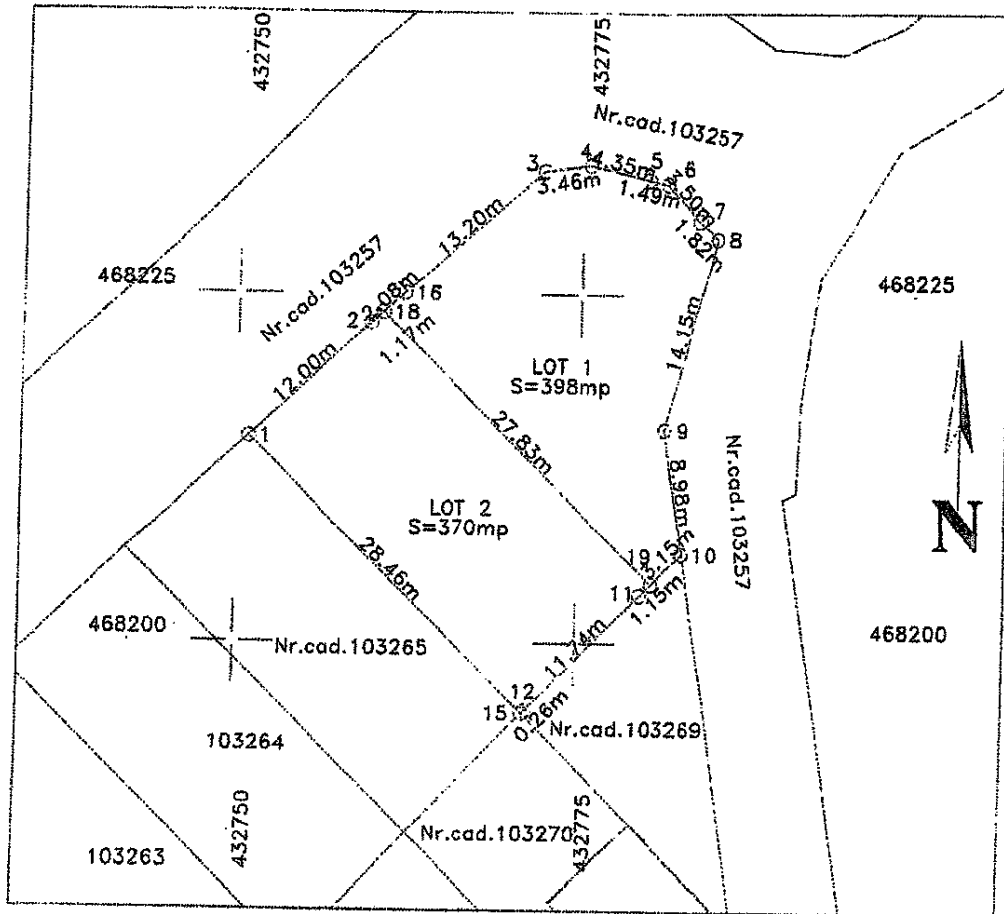 432750
432775
Nr.cad.103257
3
4
4.35m
5
6
3.46m
1.49m
7
8
1.82m
13.20m
468225
468225
Nr.cad.103257
2.08m
16
18
2
1.17m
14.15m
LOT 1
S=398mp
12.00m
1
27.83m
9
8.98m
Nr.cad.103257
N
LOT 2
S=370mp
28.46m
19
3.15m
10
11
1.15m
468200
468200
Nr.cad.103265
11.74m
12
15
0.26m
Nr.cad.103269
103264
432750
432775
Nr.cad.103270
103263